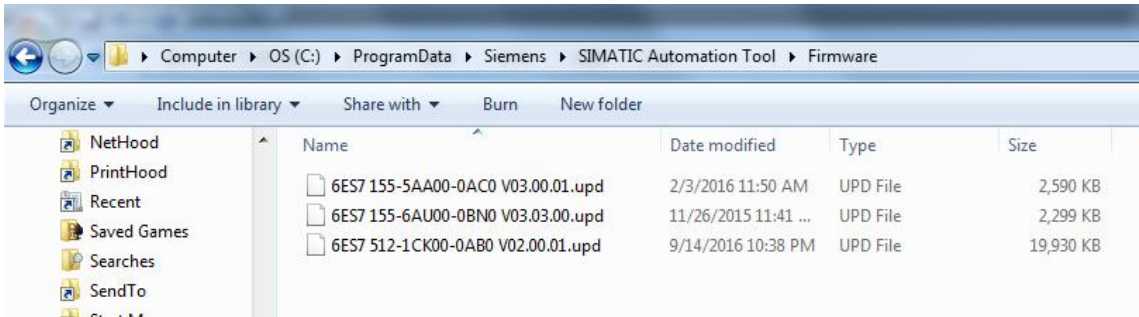 Computer ▸ OS (C:) ▸ ProgramData ▸ Siemens ▸ SIMATIC Automation Tool ▸ Firmware
Organize Include in library Share with Burn New folder
NetHood
PrintHood
Recent
Saved Games
Searches
SendTo
Name Date modified Type Size
6ES7 155-5AA00-0AC0 V03.00.01.upd 2/3/2016 11:50 AM UPD File 2,590 KB
6ES7 155-6AU00-0BN0 V03.03.00.upd 11/26/2015 11:41 ... UPD File 2,299 KB
6ES7 512-1CK00-0AB0 V02.00.01.upd 9/14/2016 10:38 PM UPD File 19,930 KB